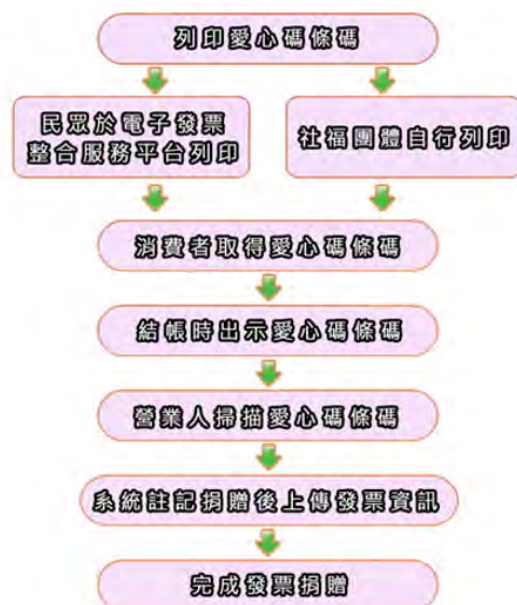 列印愛心碼條碼
民眾於電子發票
整合服務平台列印
社福團體自行列印
消費者取得愛心碼條碼
結帳時出示愛心碼條碼
營業人掃描愛心碼條碼
系統註記捐贈後上傳發票資訊
完成發票捐贈